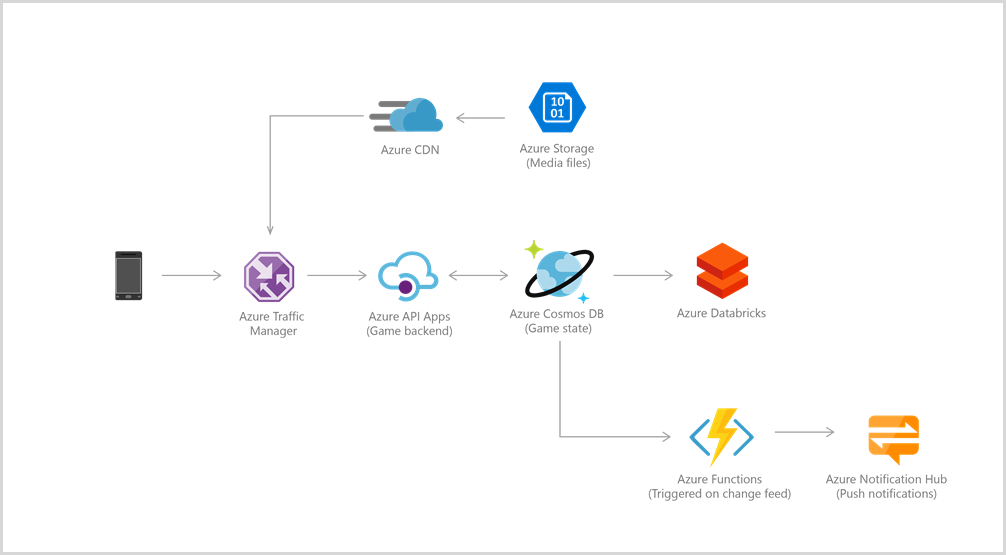 10
01
Azure CDN
Azure Storage
(Media files)
Azure Traffic
Manager
Azure API Apps
(Game backend)
Azure Cosmos DB
(Game state)
Azure Databricks
Azure Functions
(Triggered on change feed)
Azure Notification Hub
(Push notifications)